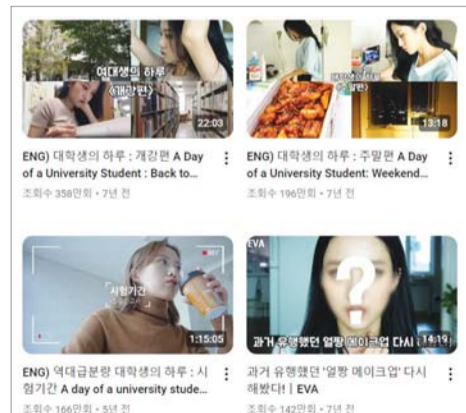 여대생의 하루
<개강편>
22:03
대학생의 하루
13:18
ENG) 대학생의 하루 : 개강편 A Day
of a University Student : Back to...
조회수 358만회 • 7년 전
ENG) 대학생의 하루 : 주말편 A Day
of a University Student: Weekend...
조회수 196만회 • 7년 전
시험기간
1:15:05
EVA
과거 유행했던 얼짱 메이크업 다시
14:19
ENG) 역대급분량 대학생의 하루 : 시
험기간 A day of a university stude...
조회수 166만회 • 5년 전
과거 유행했던 '얼짱 메이크업' 다시
해봤다! | EVA
조회수 142만회 • 7년 전